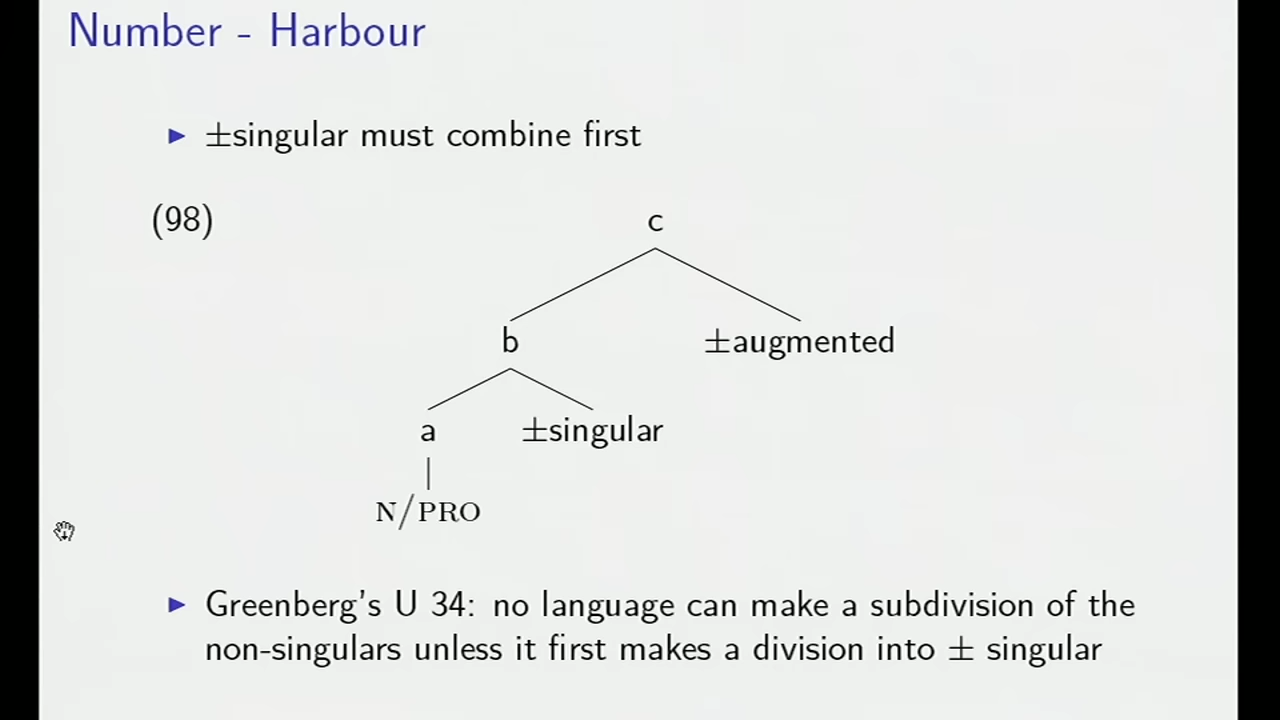 Number - Harbour
▶ ±singular must combine first
(98)
c
b
±augmented
a
±singular
N/PRO
▶ Greenberg's U 34: no language can make a subdivision of the
non-singulars unless it first makes a division into ± singular